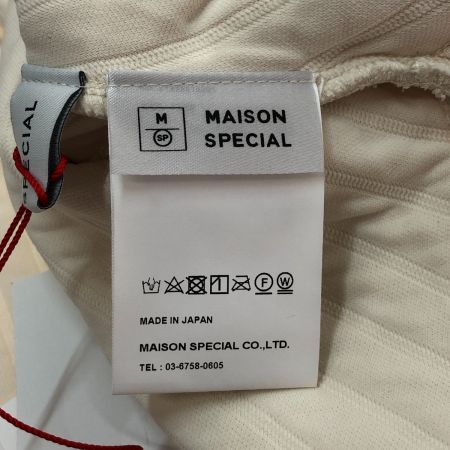 M
SP
MAISON
SPECIAL
SPECIAL
F
W
MADE IN JAPAN
MAISON SPECIAL CO.,LTD.
TEL : 03-6758-0605